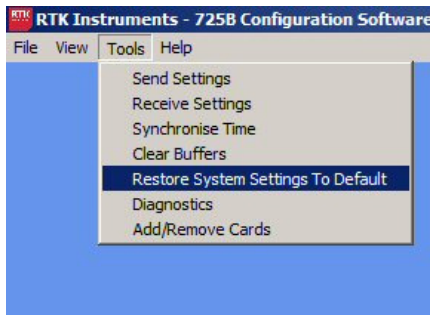 RTK RTK Instruments - 725B Configuration Software
File View Tools Help
Send Settings
Receive Settings
Synchronise Time
Clear Buffers
Restore System Settings To Default
Diagnostics
Add/Remove Cards